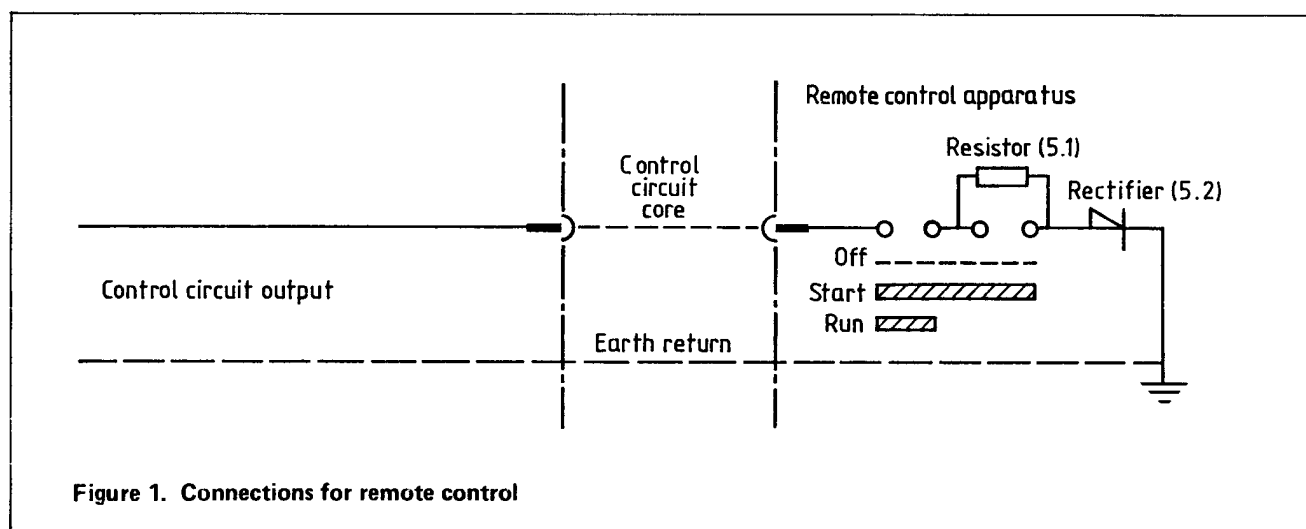 Remote control apparatus
Resistor (5.1)
Control
circuit
core
Rectifier (5.2)
Off
Control circuit output
Start
Run
Earth return
Figure 1. Connections for remote control